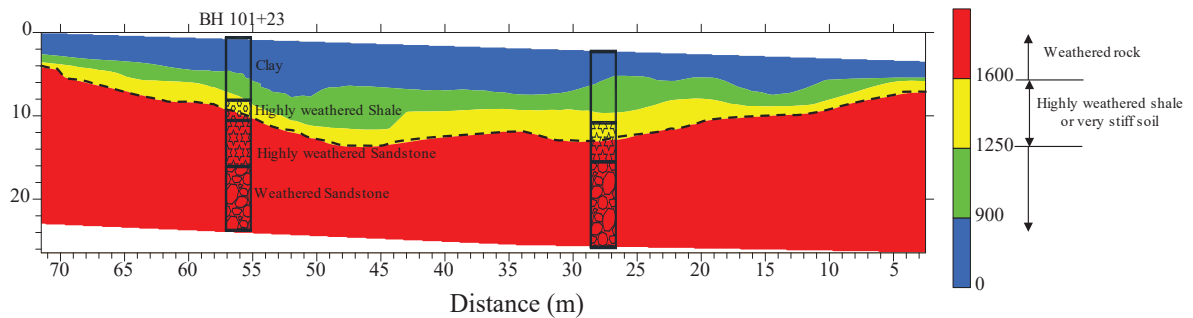 BH 101+23
0
10
20
Clay
Highly weathered Shale
Highly weathered Sandstone
Weathered Sandstone
70 65 60 55 50 45 40 35 30 25 20 15 10 5
Distance (m)
1600
1250
900
0
Weathered rock
Highly weathered shale
or very stiff soil